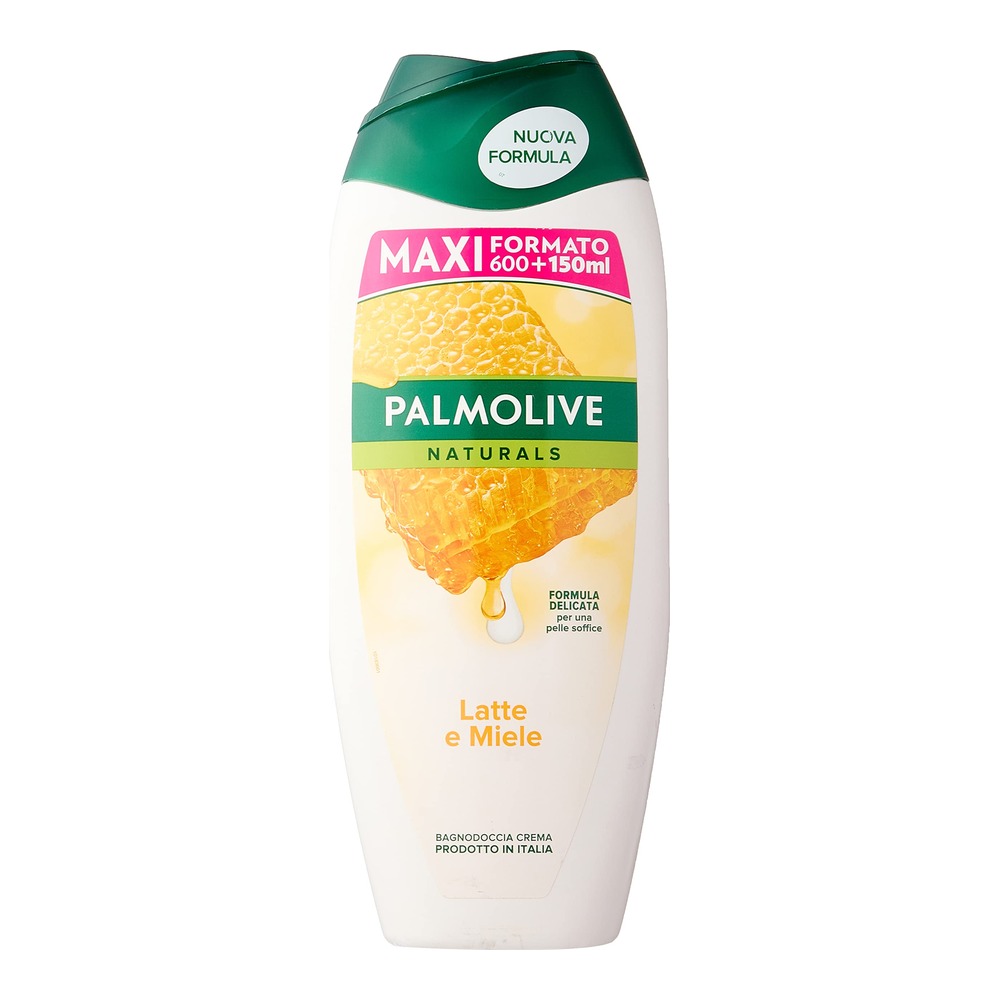 NUOVA
FORMULA
MAXI FORMATO
600+150ml
PALMOLIVE
NATURALS
FORMULA
DELICATA
per una
pelle soffice
Latte
e Miele
BAGNODOCCIA CREMA
PRODOTTO IN ITALIA